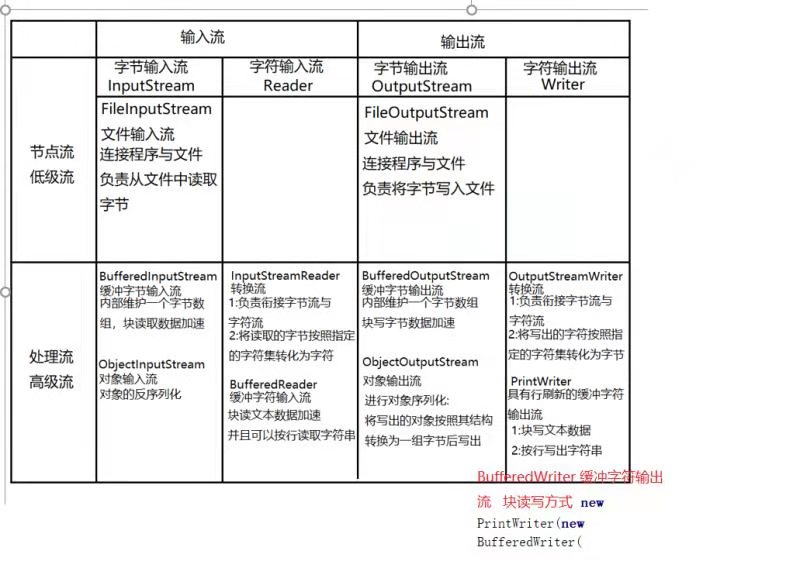 输入流
输出流
字节输入流
InputStream
字符输入流
Reader
字节输出流
OutputStream
字符输出流
Writer
节点流
低级流
FileInputStream
文件输入流
连接程序与文件
负责从文件中读取
字节
FileOutputStream
文件输出流
连接程序与文件
负责将字节写入文件
处理流
高级流
BufferedInputStream
缓冲字节输入流
内部维护一个字节数
组，块读取数据加速
ObjectInputStream
对象输入流
对象的反序列化
InputStreamReader
转换流
1:负责衔接字节流与
字符流
2:将读取的字节按照指定
的字符集转化为字符
BufferedReader
缓冲字符输入流
块读文本数据加速
并且可以按行读取字符串
BufferedOutputStream
缓冲字节输出流
内部维护一个字节数组
块写字节数据加速
ObjectOutputStream
对象输出流
进行对象序列化:
将写出的对象按照其结构
转换为一组字节后写出
OutputStreamWriter
转换流
1:负责衔接字节流与
字符流
2:将写出的字符按照指
定的字符集转化为字节
PrintWriter
具有行刷新的缓冲字符
输出流
1:块写文本数据
2:按行写出字符串
BufferedWriter 缓冲字符输出
流 块读写方式 new
PrintWriter(new
BufferedWriter(